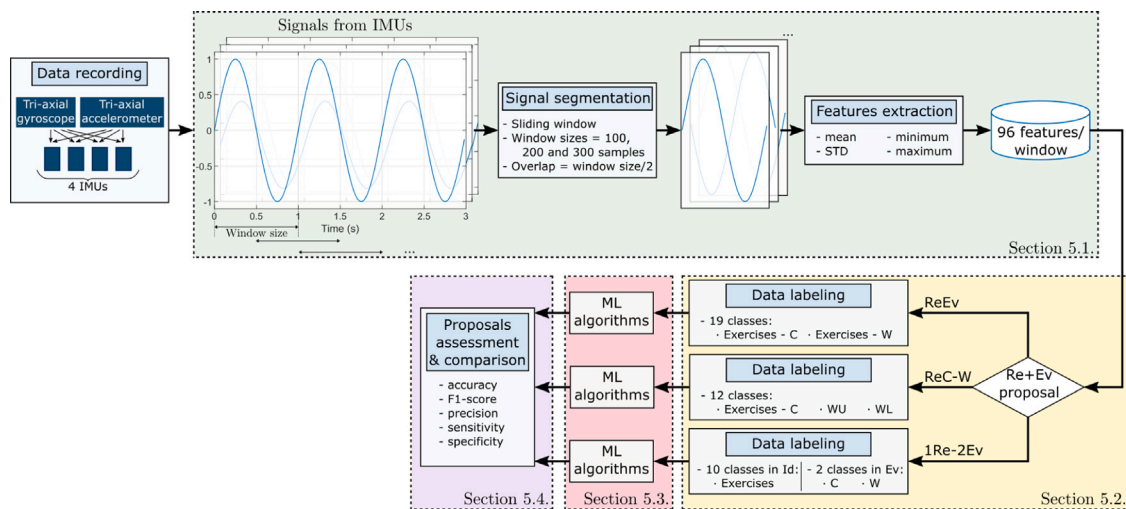 Signals from IMUs
Data recording
Tri-axial
gyroscope
Tri-axial
accelerometer
4 IMUs
1
0.5
0
-0.5
-1
0 0.5 1 1.5 2 2.5 3
Time (s)
Window size
...
Signal segmentation
- Sliding window
- Window sizes = 100,
200 and 300 samples
- Overlap = window size/2
...
Features extraction
- mean - minimum
- STD - maximum
96 features/
window
Section 5.1.
Re+Ev
proposal
ReEv
ReC-W
1Re-2Ev
Data labeling
- 19 classes:
· Exercises - C · Exercises - W
Data labeling
- 12 classes:
· Exercises - C · WU · WL
Data labeling
- 10 classes in Id: - 2 classes in Ev:
· Exercises · C · W
Section 5.2.
ML
algorithms
ML
algorithms
ML
algorithms
Section 5.3.
Proposals
assessment
& comparison
- accuracy
- F1-score
- precision
- sensitivity
- specificity
Section 5.4.